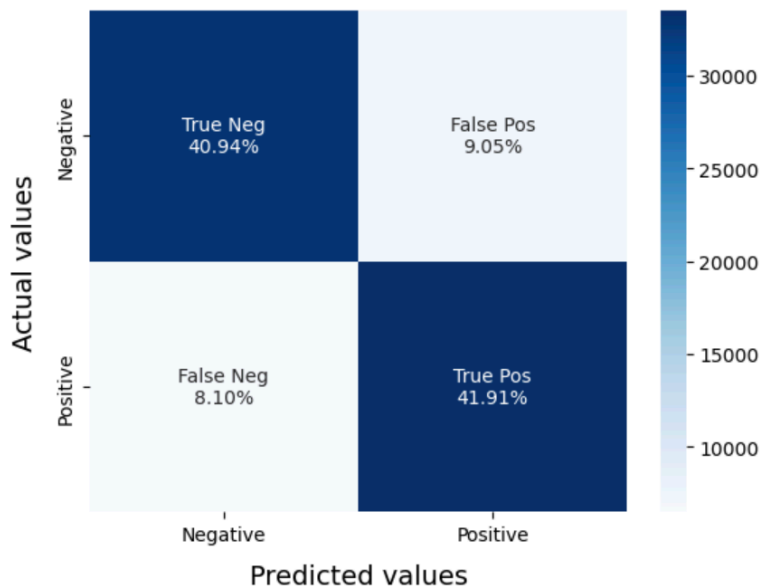 True Neg
40.94%
False Pos
9.05%
False Neg
8.10%
True Pos
41.91%
Negative
Positive
Actual values
Negative
Positive
Predicted values
30000
25000
20000
15000
10000